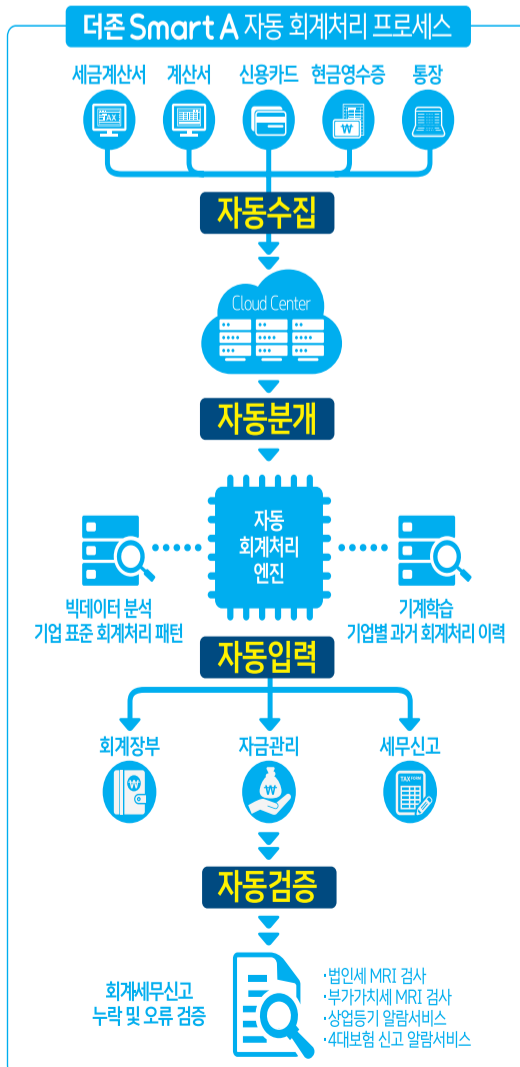 더존 Smart A 자동 회계처리 프로세스
세금계산서 계산서 신용카드 현금영수증 통장
TAX
₩
자동수집
Cloud Center
자동분개
자동
회계처리
엔진
빅데이터 분석
기업 표준 회계처리 패턴
기계학습
기업별 과거 회계처리 이력
자동입력
회계장부 자금관리 세무신고
₩ ₩ TAX FORM
자동검증
회계세무신고
누락 및 오류 검증
·법인세 MRI 검사
·부가가치세 MRI 검사
·상업등기 알람서비스
·4대보험 신고 알람서비스